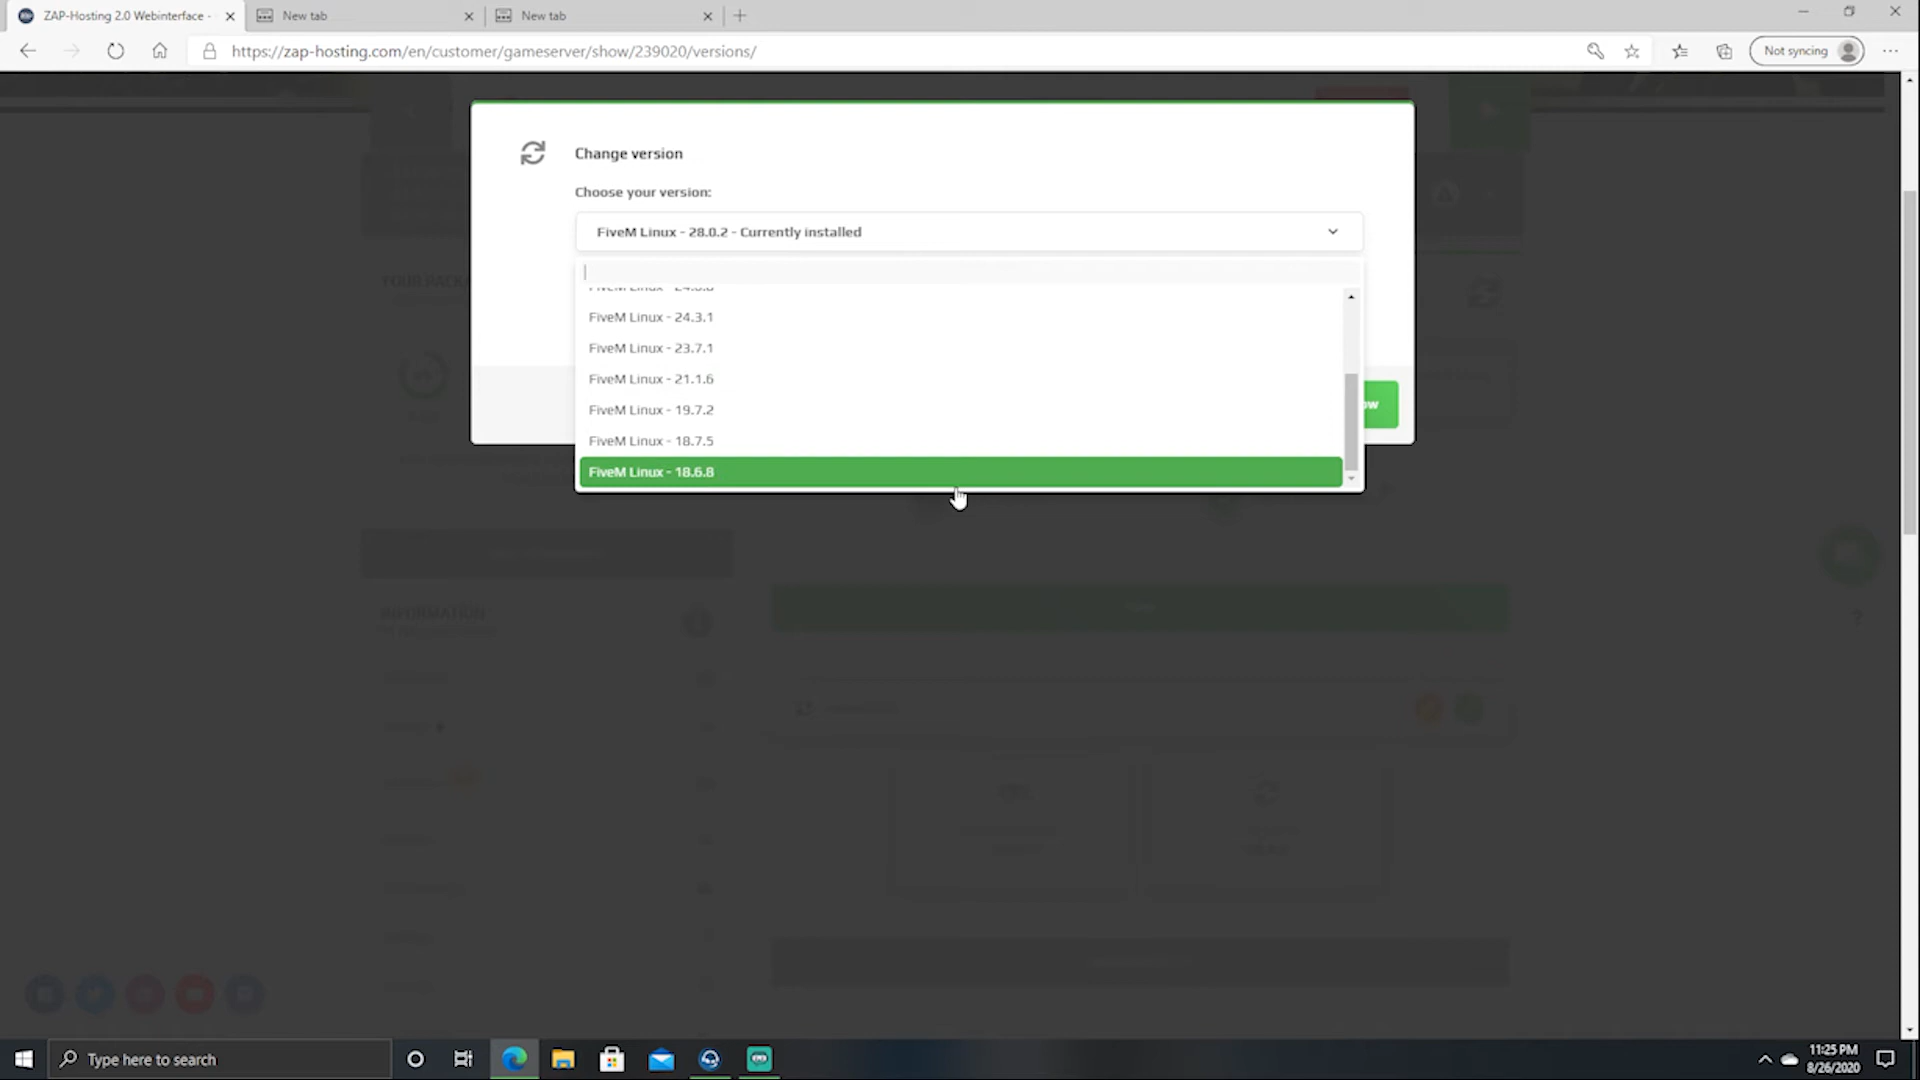 ZAP-Hosting 2.0 Webinterface -
New tab
New tab
https://zap-hosting.com/en/customer/gameserver/show/239020/versions/
Not syncing
Change version
Choose your version:
FiveM Linux - 28.0.2 - Currently installed
FiveM Linux - 24.3.1
FiveM Linux - 23.7.1
FiveM Linux - 21.1.6
FiveM Linux - 19.7.2
FiveM Linux - 18.7.5
FiveM Linux - 18.6.8
INFORMATION
Type here to search
11:25 PM
8/26/2020